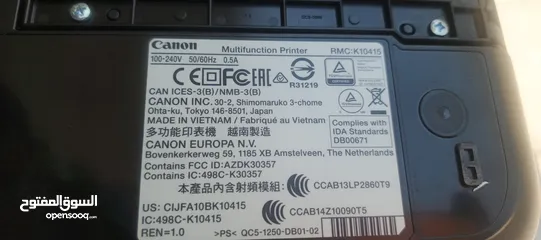 Canon
Multifunction Printer
RMC:K10415
100-240V 50/60Hz 0.5A
R31219
CAN ICES-3(B)/NMB-3(B)
CANON INC. 30-2, Shimomaruko 3-chome
Ohta-ku, Tokyo 146-8501, Japan
MADE IN VIETNAM / Fabriqué au Vietnam
多功能印表機 越南製造
Complies with
IDA Standards
DB00671
CANON EUROPA N.V.
Bovenkerkerweg 59, 1185 XB Amstelveen, The Netherlands
Contains FCC ID:AZDK30357
Contains IC:498C-K30357
本產品內含射頻模組:
CCAB13LP2860T9
US:CIJFA10BK10415
IC:498C-K10415
CCAB14Z10090T5
REN=1.0
>PS< QC5-1250-DB01-02
السوق المفتوح
opensooq.com
السوق المفتوح
opensooq.com